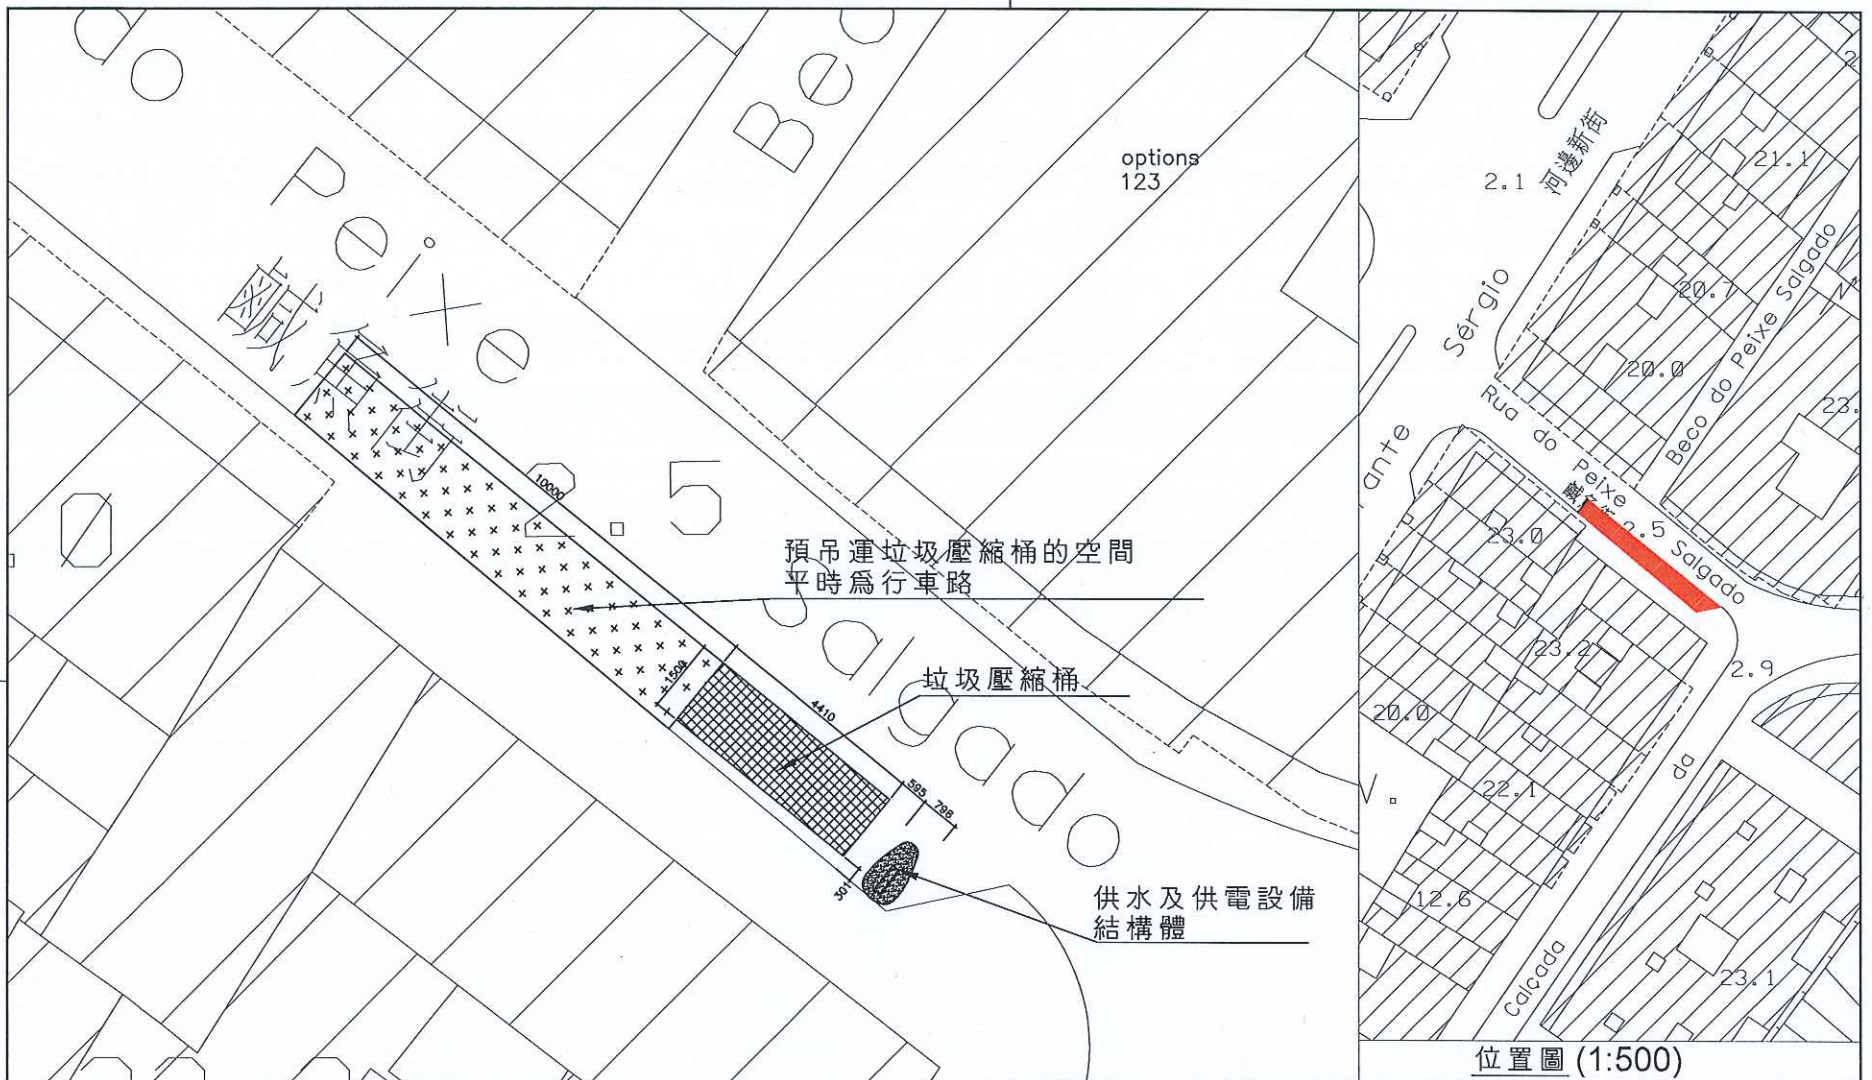 do
Peixe
鹹魚街
2.5
Salgado
Bec
options
123
0
10000
1500
4410
595
798
301
預吊運垃圾壓縮桶的空間
平時爲行車路
垃圾壓縮桶
供水及供電設備
結構體
河邊新街
2.1
21.1
Sérgio
20.7
Beco do Peixe Salgado
20.0
23.
Rua do Peixe Salgado
鹹魚街
2.5
ante
23.0
23.2
2.9
20.0
22.1
da
12.6
Calçada
23.1
位置圖 (1:500)